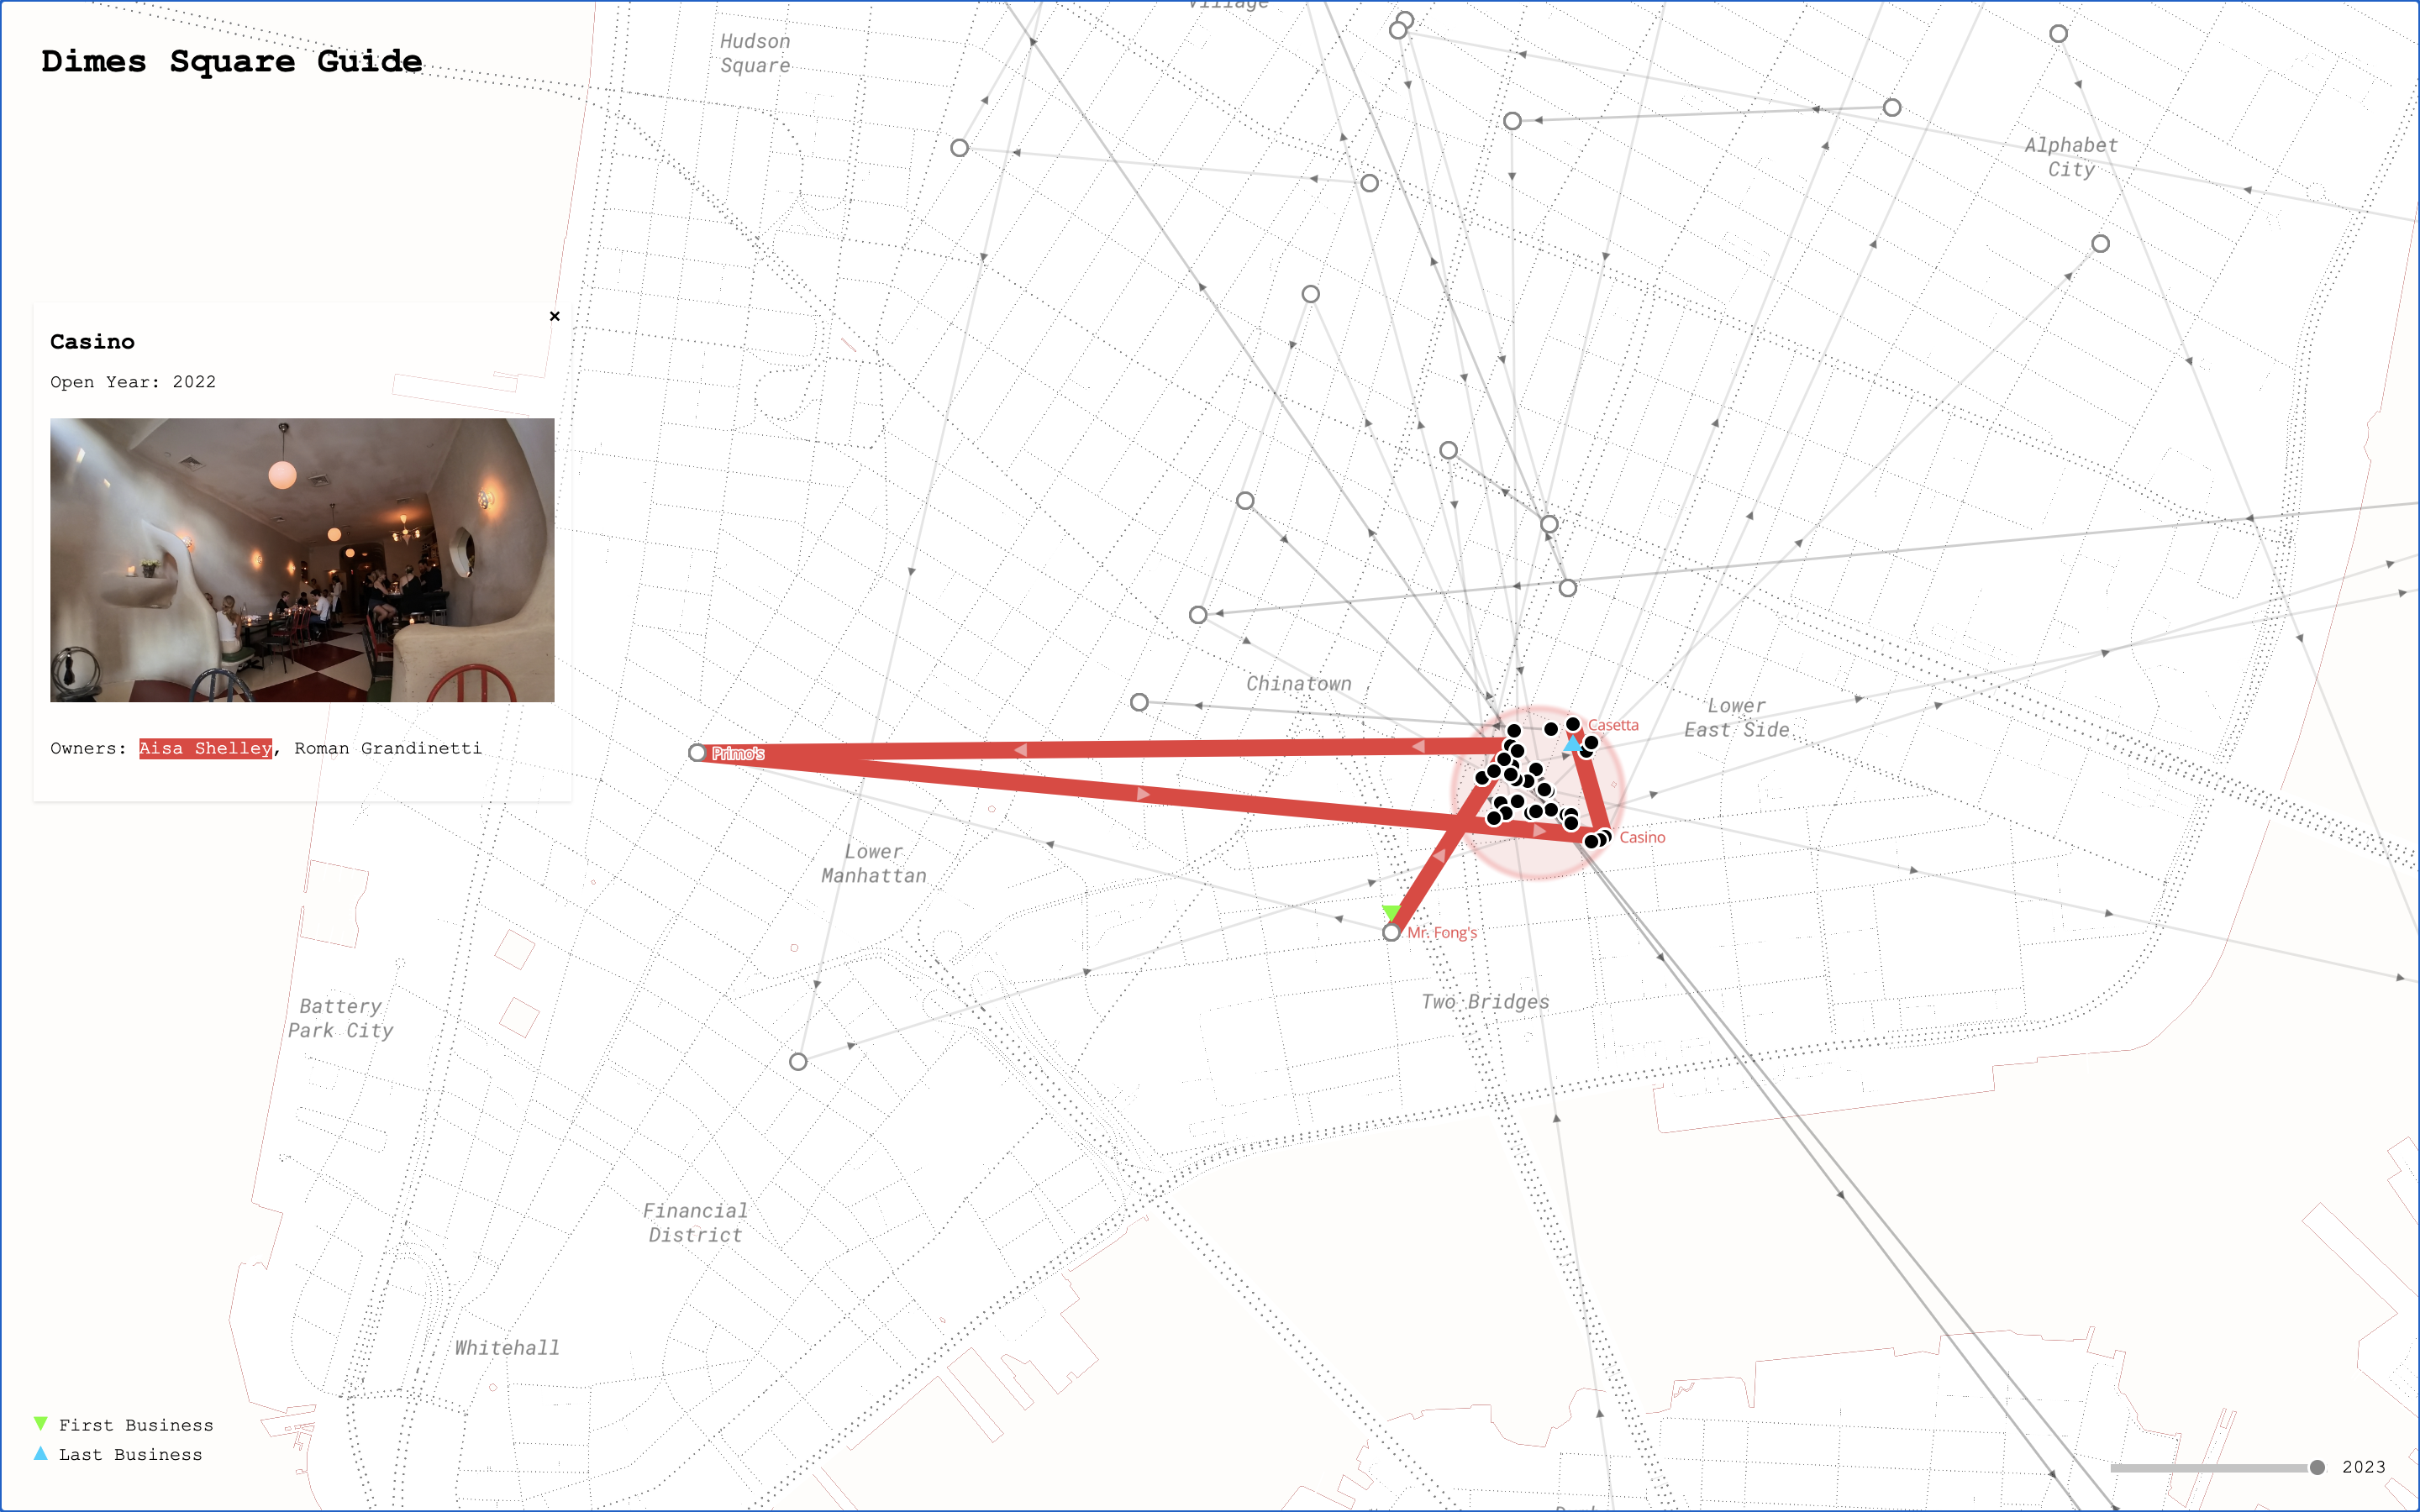 Village
Hudson
Square
Dimes Square Guide
Alphabet
City
×
Casino
Open Year: 2022
Chinatown
Lower
East Side
Casetta
Owners: Aisa Shelley, Roman Grandinetti
Primo's
Casino
Lower
Manhattan
Mr. Fong's
Two Bridges
Battery
Park City
Financial
District
Whitehall
First Business
Last Business
2023